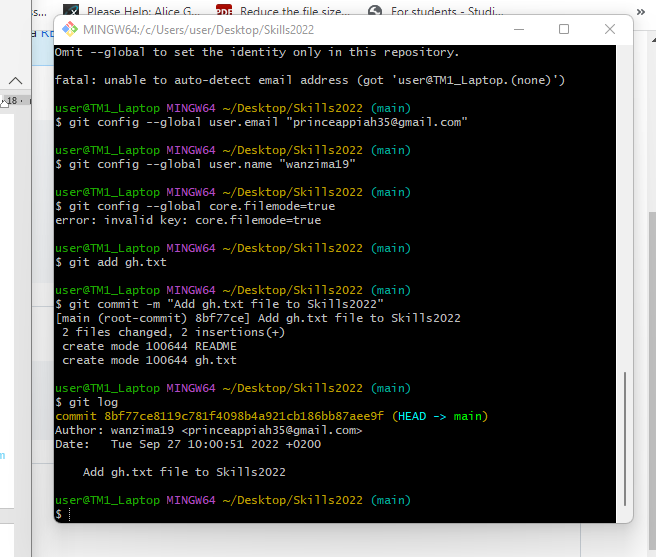 Please Help: Alice G...
PDF
Reduce the file size...
For students - Studi...
»
MINGW64:/c/Users/user/Desktop/Skills2022
Omit --global to set the identity only in this repository.
fatal: unable to auto-detect email address (got 'user@TM1_Laptop.(none)')
user@TM1_Laptop MINGW64 ~/Desktop/Skills2022 (main)
$ git config --global user.email "princeappiah35@gmail.com"
user@TM1_Laptop MINGW64 ~/Desktop/Skills2022 (main)
$ git config --global user.name "wanzima19"
user@TM1_Laptop MINGW64 ~/Desktop/Skills2022 (main)
$ git config --global core.filemode=true
error: invalid key: core.filemode=true
user@TM1_Laptop MINGW64 ~/Desktop/Skills2022 (main)
$ git add gh.txt
user@TM1_Laptop MINGW64 ~/Desktop/Skills2022 (main)
$ git commit -m "Add gh.txt file to Skills2022"
[main (root-commit) 8bf77ce] Add gh.txt file to Skills2022
2 files changed, 2 insertions(+)
create mode 100644 README
create mode 100644 gh.txt
user@TM1_Laptop MINGW64 ~/Desktop/Skills2022 (main)
$ git log
commit 8bf77ce8119c781f4098b4a921cb186bb87aee9f (HEAD -> main)
Author: wanzima19 <princeappiah35@gmail.com>
Date:   Tue Sep 27 10:00:51 2022 +0200
Add gh.txt file to Skills2022
user@TM1_Laptop MINGW64 ~/Desktop/Skills2022 (main)
$
18